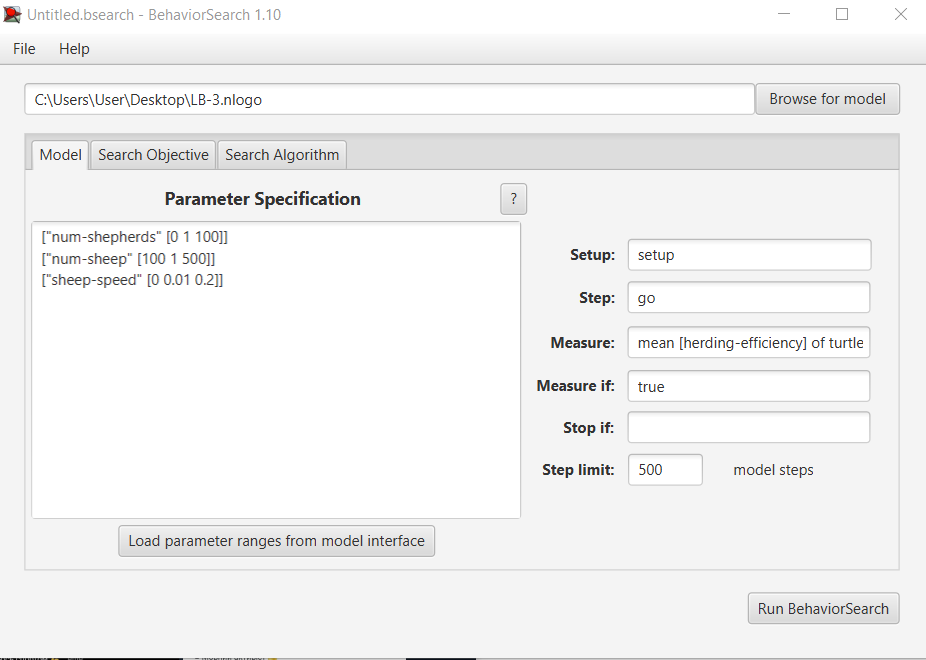 Untitled.bsearch - BehaviorSearch 1.10
File Help
C:\Users\User\Desktop\LB-3.nlogo Browse for model
Model Search Objective Search Algorithm
Parameter Specification ?
["num-shepherds" [0 1 100]]
["num-sheep" [100 1 500]]
["sheep-speed" [0 0.01 0.2]]
Setup: setup
Step: go
Measure: mean [herding-efficiency] of turtle
Measure if: true
Stop if:
Step limit: 500 model steps
Load parameter ranges from model interface
Run BehaviorSearch